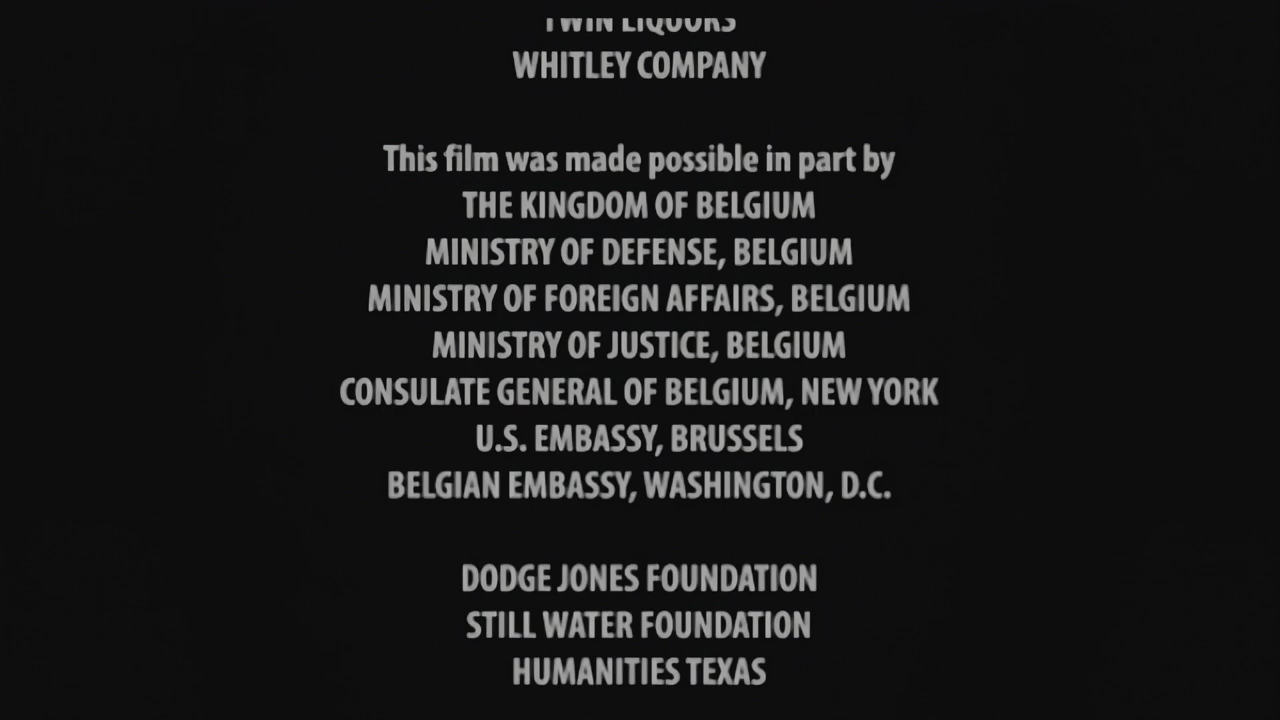 TWIN LIQUORS
WHITLEY COMPANY
This film was made possible in part by
THE KINGDOM OF BELGIUM
MINISTRY OF DEFENSE, BELGIUM
MINISTRY OF FOREIGN AFFAIRS, BELGIUM
MINISTRY OF JUSTICE, BELGIUM
CONSULATE GENERAL OF BELGIUM, NEW YORK
U.S. EMBASSY, BRUSSELS
BELGIAN EMBASSY, WASHINGTON, D.C.
DODGE JONES FOUNDATION
STILL WATER FOUNDATION
HUMANITIES TEXAS